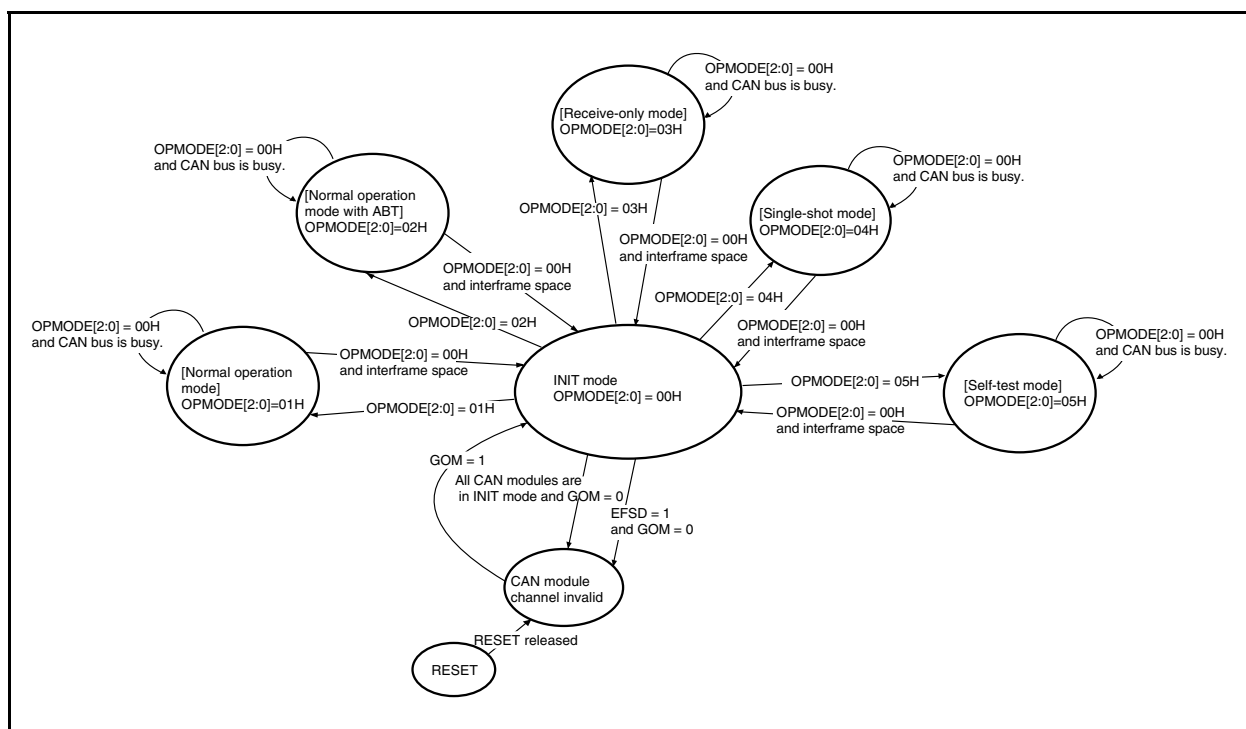 OPMODE[2:0] = 00H
and CAN bus is busy.
[Receive-only mode]
OPMODE[2:0]=03H
OPMODE[2:0] = 00H
and CAN bus is busy.
[Normal operation
mode with ABT]
OPMODE[2:0]=02H
OPMODE[2:0] = 00H
and CAN bus is busy.
[Single-shot mode]
OPMODE[2:0]=04H
OPMODE[2:0] = 03H
OPMODE[2:0] = 00H
and interframe space
OPMODE[2:0] = 00H
and interframe space
OPMODE[2:0] = 04H
OPMODE[2:0] = 02H
OPMODE[2:0] = 00H
and interframe space
OPMODE[2:0] = 00H
and CAN bus is busy.
[Normal operation
mode]
OPMODE[2:0]=01H
OPMODE[2:0] = 00H
and interframe space
OPMODE[2:0] = 01H
INIT mode
OPMODE[2:0] = 00H
OPMODE[2:0] = 05H
OPMODE[2:0] = 00H
and interframe space
[Self-test mode]
OPMODE[2:0]=05H
OPMODE[2:0] = 00H
and CAN bus is busy.
GOM = 1
All CAN modules are
in INIT mode and GOM = 0
EFSD = 1
and GOM = 0
CAN module
channel invalid
RESET released
RESET